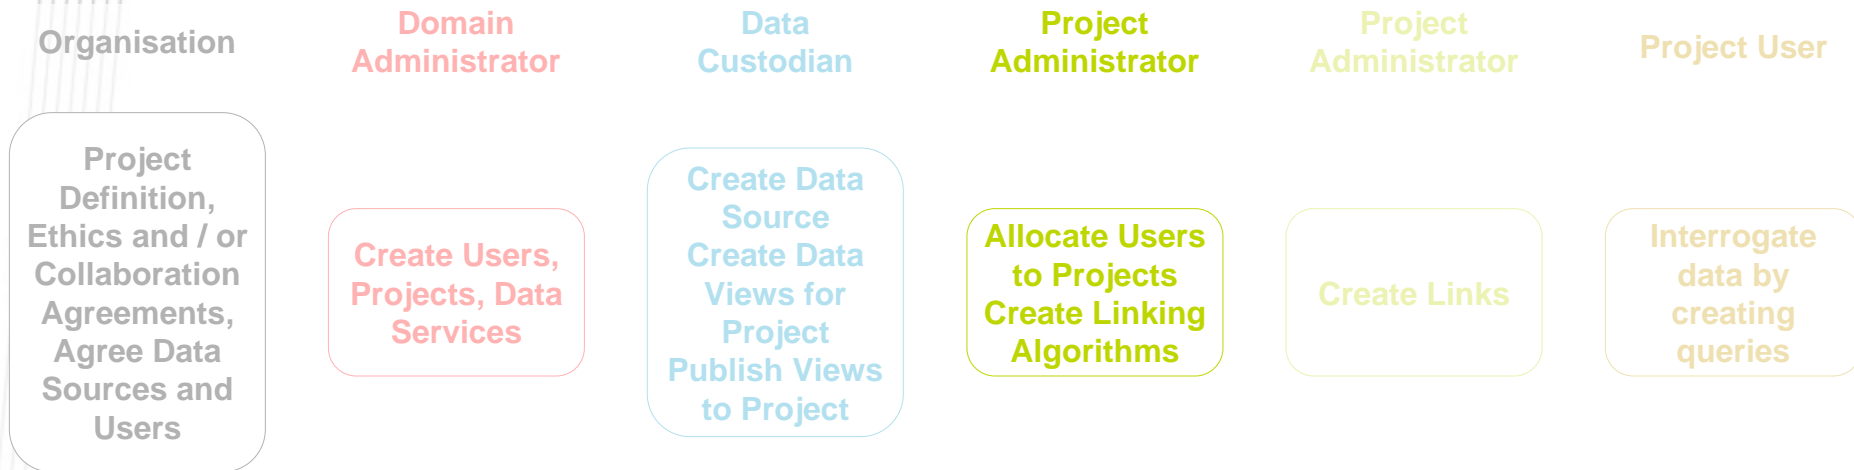 Organisation
Domain
Administrator
Data
Custodian
Project
Administrator
Project
Administrator
Project User
Project
Definition,
Ethics and / or
Collaboration
Agreements,
Agree Data
Sources and
Users
Create Users,
Projects, Data
Services
Create Data
Source
Create Data
Views for
Project
Publish Views
to Project
Allocate Users
to Projects
Create Linking
Algorithms
Create Links
Interrogate
data by
creating
queries